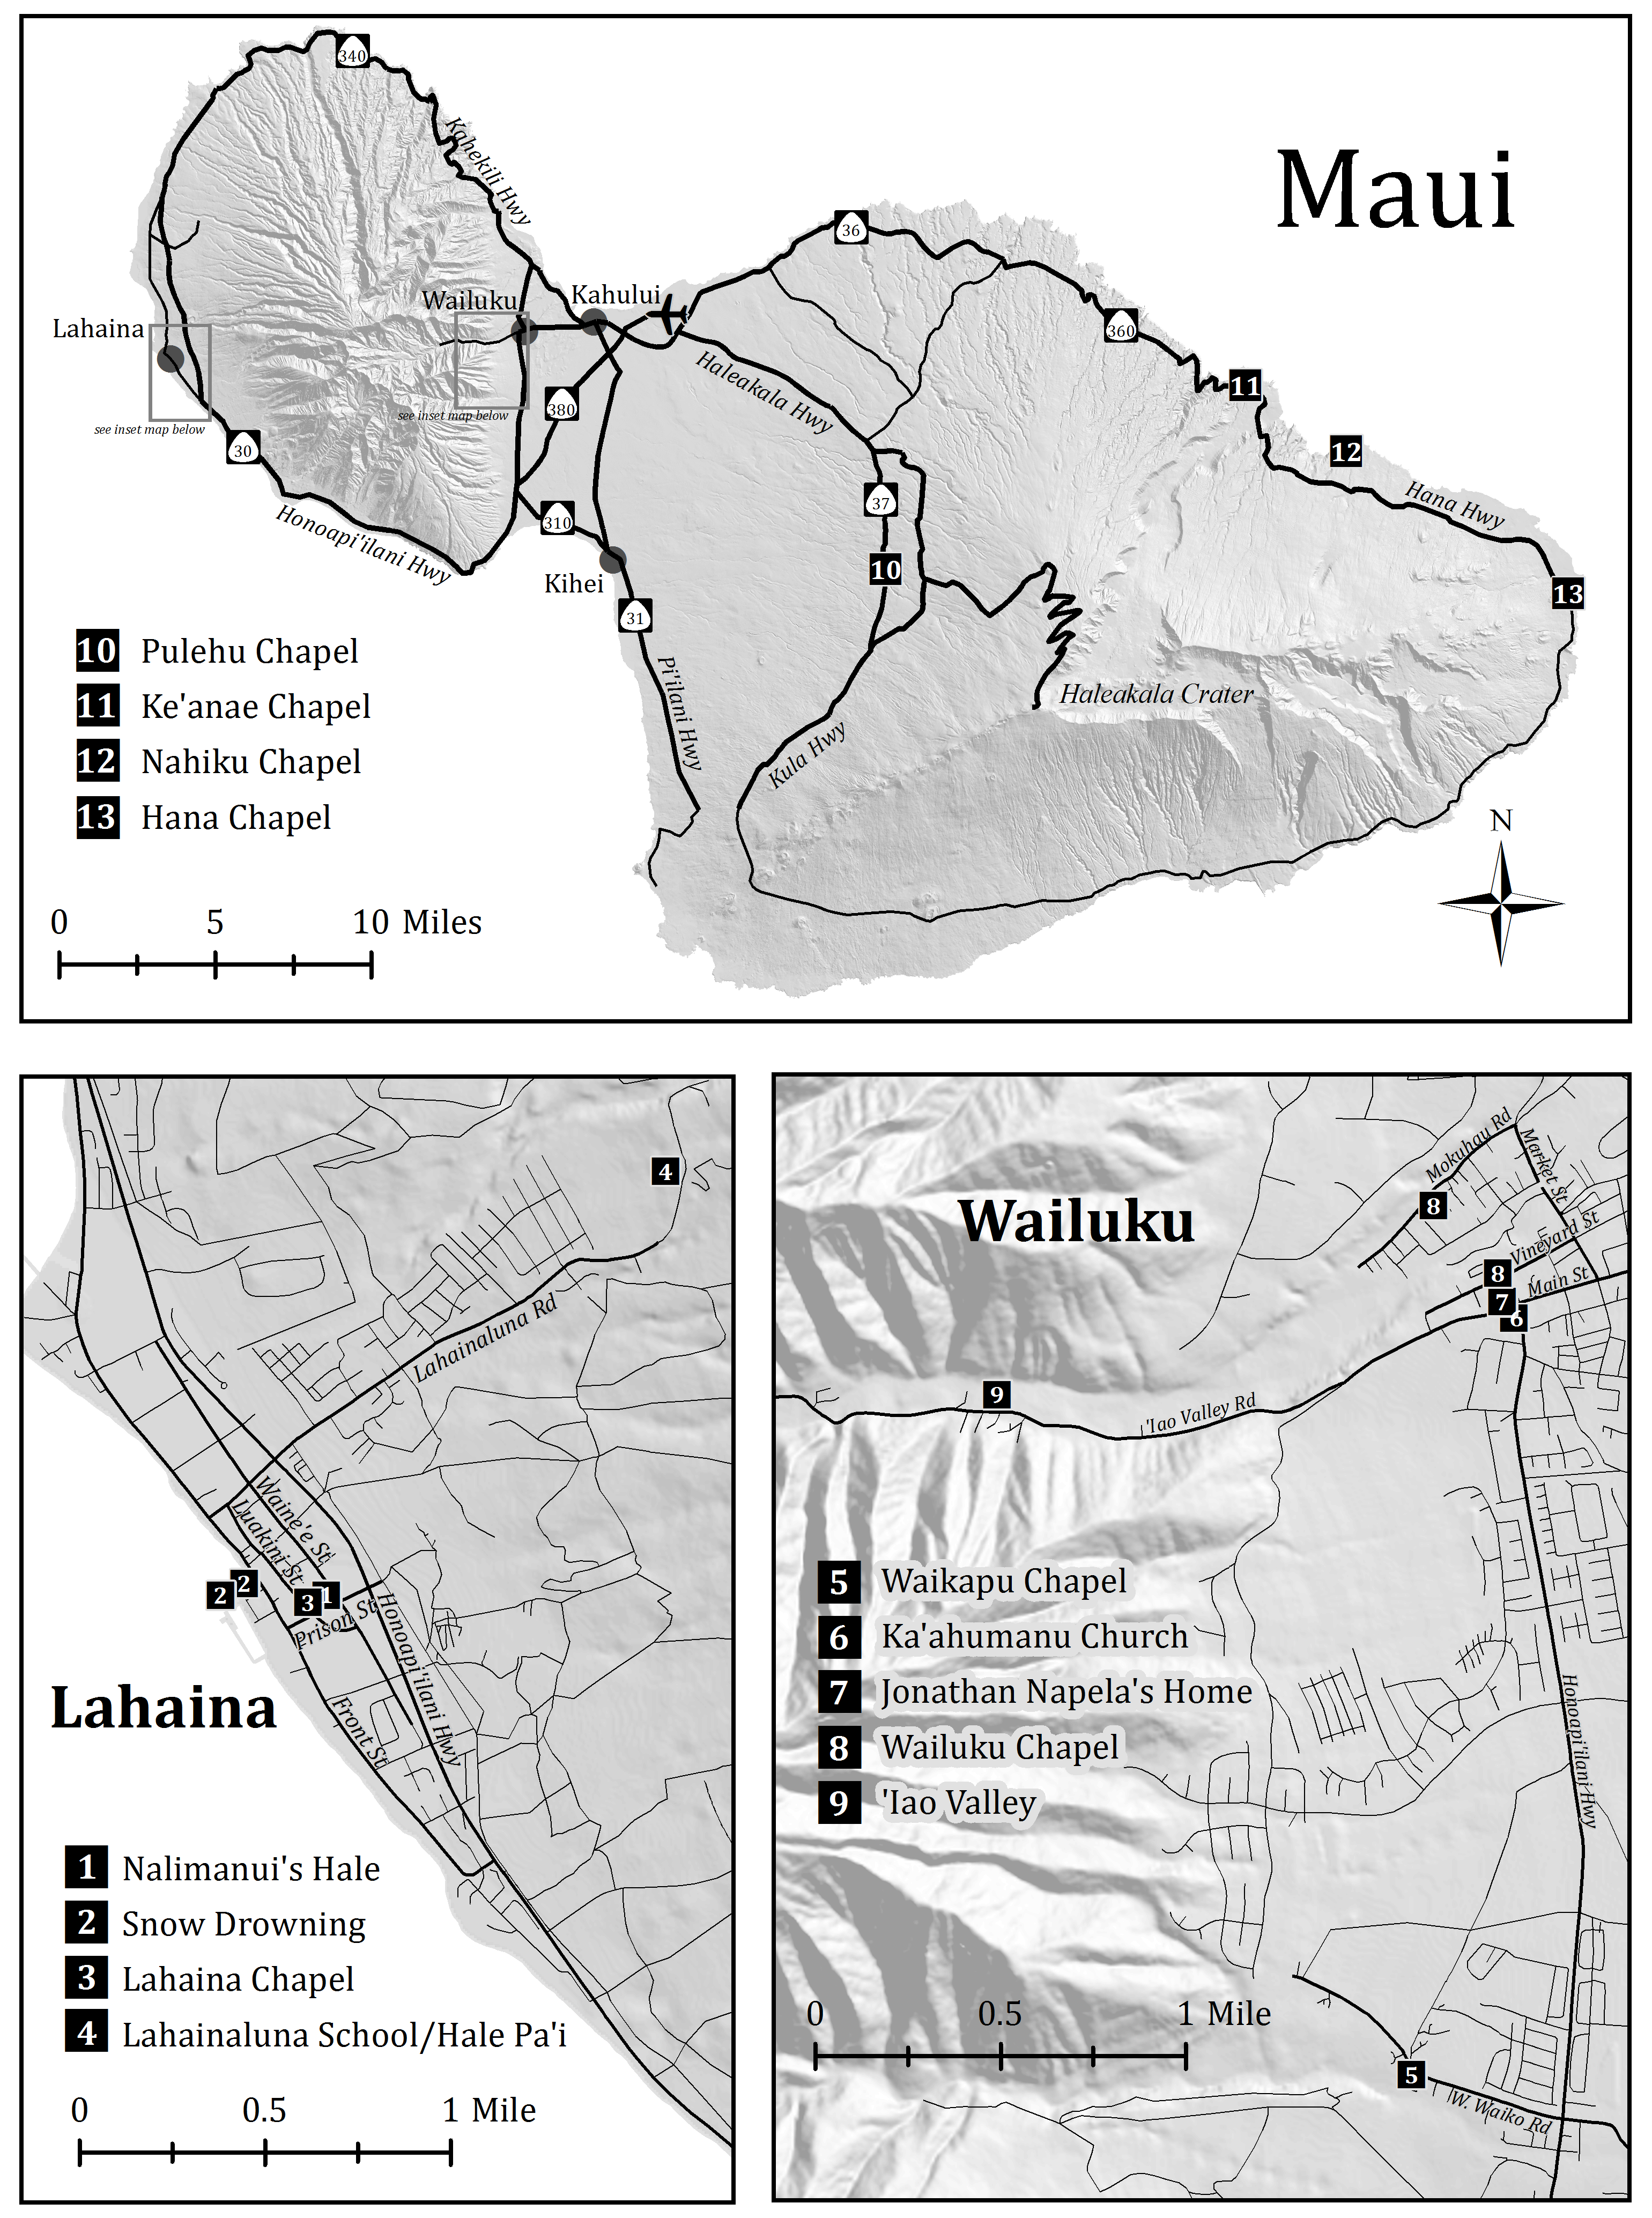 Maui
340
Kahekili Hwy
36
Wailuku
Kahului
Lahaina
360
Haleakala Hwy
11
see inset map below
380
see inset map below
30
12
37
Hana Hwy
Honoapi'ilani Hwy
310
10
Kihei
13
31
Pi'ilani Hwy
Haleakala Crater
Kula Hwy
10 Pulehu Chapel
11 Ke'anae Chapel
12 Nahiku Chapel
13 Hana Chapel
N
0 5 10 Miles
4
Lahainaluna Rd
Waine'e St
Luakini St
2
2
1
3
Prison St
Honoapi'ilani Hwy
Front St
Lahaina
1 Nalimanui's Hale
2 Snow Drowning
3 Lahaina Chapel
4 Lahainaluna School/Hale Pa'i
0 0.5 1 Mile
Mokuhau Rd
Market St
8
Wailuku
Vineyard St
8
Main St
7
6
9
'Iao Valley Rd
5 Waikapu Chapel
6 Ka'ahumanu Church
7 Jonathan Napela's Home
8 Wailuku Chapel
9 'Iao Valley
Honoapi'ilani Hwy
0 0.5 1 Mile
5
W. Waiko Rd